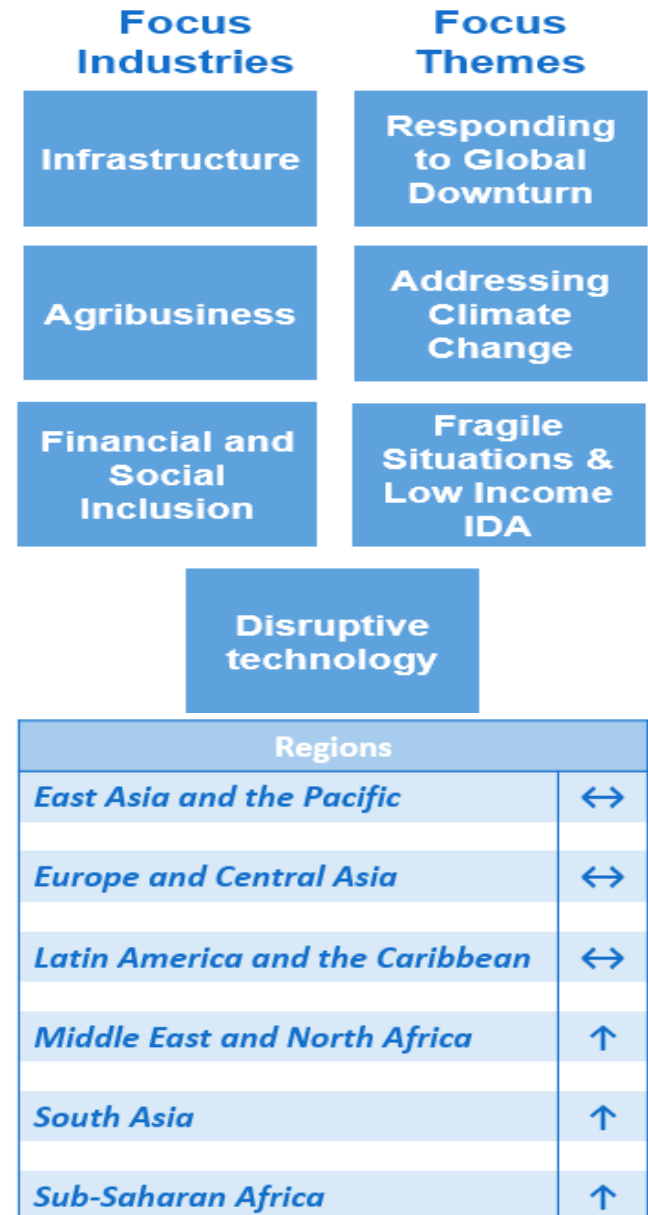 Focus
Industries
Focus
Themes
Infrastructure
Responding
to Global
Downturn
Agribusiness
Addressing
Climate
Change
Financial and
Social
Inclusion
Fragile
Situations &
Low Income
IDA
Disruptive
technology
Regions
East Asia and the Pacific ↔
Europe and Central Asia ↔
Latin America and the Caribbean ↔
Middle East and North Africa ↑
South Asia ↑
Sub-Saharan Africa ↑